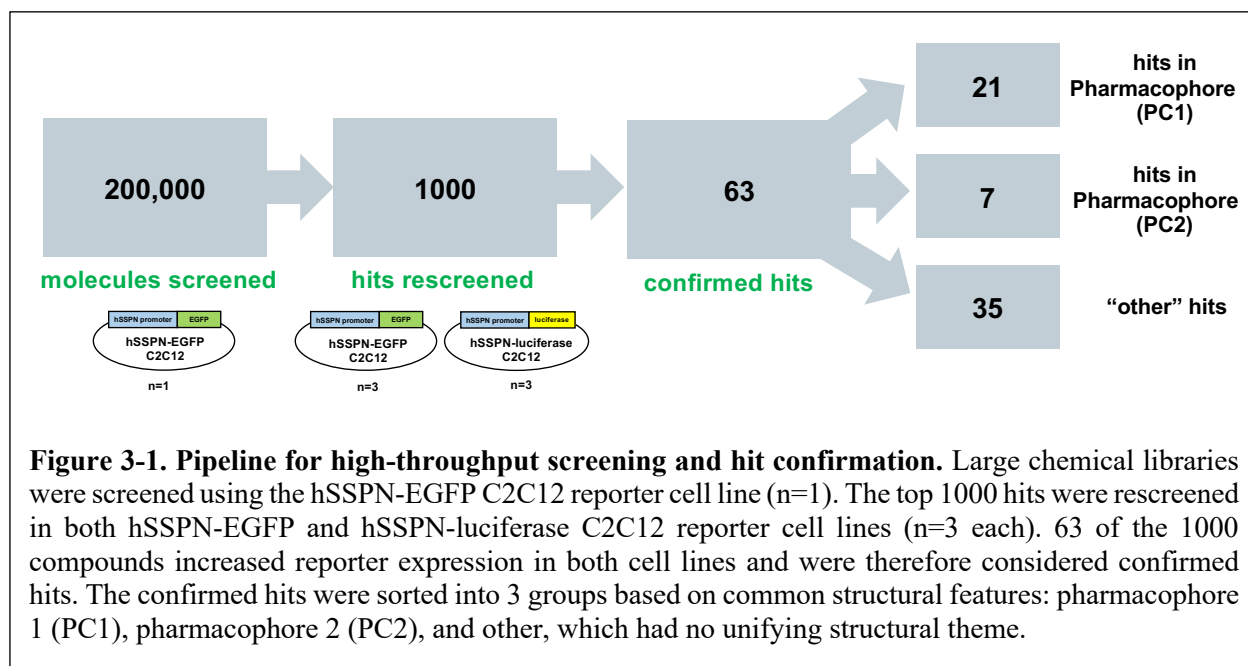 200,000
molecules screened
hSSPN promoter EGFP
hSSPN-EGFP
C2C12
n=1
1000
hits rescreened
hSSPN promoter EGFP
hSSPN-EGFP
C2C12
n=3
hSSPN promoter luciferase
hSSPN-luciferase
C2C12
n=3
63
confirmed hits
21
hits in
Pharmacophore
(PC1)
7
hits in
Pharmacophore
(PC2)
35
“other” hits
Figure 3-1. Pipeline for high-throughput screening and hit confirmation. Large chemical libraries
were screened using the hSSPN-EGFP C2C12 reporter cell line (n=1). The top 1000 hits were rescreened
in both hSSPN-EGFP and hSSPN-luciferase C2C12 reporter cell lines (n=3 each). 63 of the 1000
compounds increased reporter expression in both cell lines and were therefore considered confirmed
hits. The confirmed hits were sorted into 3 groups based on common structural features: pharmacophore
1 (PC1), pharmacophore 2 (PC2), and other, which had no unifying structural theme.